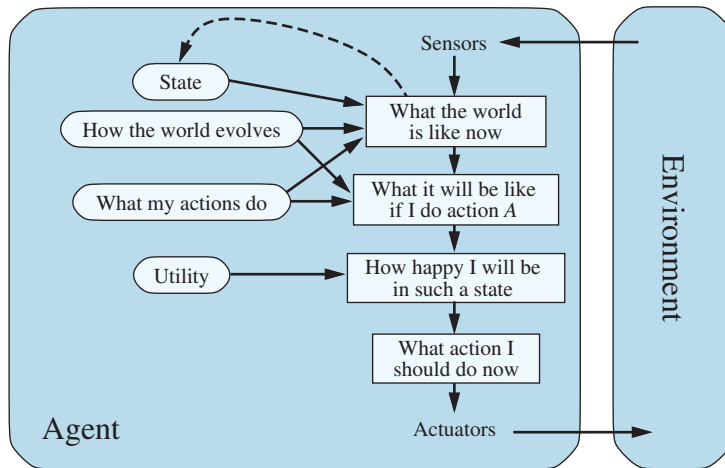 Sensors
State
What the world
is like now
How the world evolves
What it will be like
if I do action A
What my actions do
How happy I will be
in such a state
Utility
What action I
should do now
Actuators
Agent
Environment